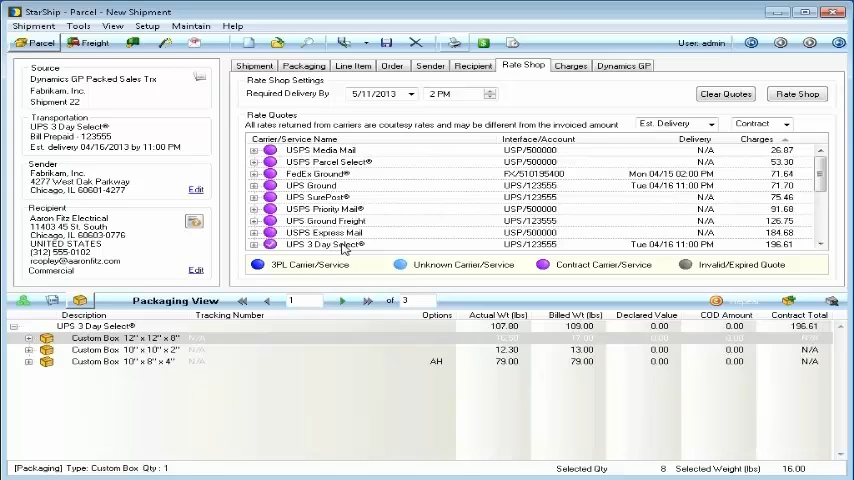 StarShip - Parcel - New Shipment
Shipment Tools View Setup Maintain Help
Parcel Freight User: admin
Source
Dynamics GP Packed Sales Trx
Fabrikam, Inc.
Shipment 22
Transportation
UPS 3 Day Select®
Bill Prepaid - 123555
Est. delivery 04/16/2013 by 11:00 PM
Sender
Fabrikam, Inc.
4277 West Oak Parkway
Chicago, IL 60601-4277
Edit
Recipient
Aaron Fitz Electrical
11403 45 St. South
Chicago, IL 60603-0776
UNITED STATES
(312) 555-0102
rcopley@aaronfitz.com
Commercial
Edit
Shipment Packaging Line Item Order Sender Recipient Rate Shop Charges Dynamics GP
Rate Shop Settings
Required Delivery By 5/11/2013 2 PM Clear Quotes Rate Shop
Rate Quotes
All rates returned from carriers are courtesy rates and may be different from the invoiced amount Est. Delivery Contract
Carrier/Service Name Interface/Account Delivery Charges
USPS Media Mail USP/500000 N/A 26.87
USPS Parcel Select® USP/500000 N/A 53.30
FedEx Ground® FX/510195400 Mon 04/15 02:00 PM 71.64
UPS Ground UPS/123555 Tue 04/16 11:00 PM 71.70
UPS SurePost® UPS/123555 N/A 75.46
USPS Priority Mail® USP/500000 N/A 91.68
UPS Ground Freight UPS/123555 N/A 126.75
USPS Express Mail USP/500000 N/A 184.68
UPS 3 Day Select® UPS/123555 Tue 04/16 11:00 PM 196.61
3PL Carrier/Service Unknown Carrier/Service Contract Carrier/Service Invalid/Expired Quote
Packaging View 1 of 3
Description Tracking Number Options Actual Wt (lbs) Billed Wt (lbs) Declared Value COD Amount Contract Total
UPS 3 Day Select® 107.80 109.00 0.00 0.00 196.61
Custom Box 12" x 12" x 8" N/A 16.50 17.00 0.00 0.00 N/A
Custom Box 10" x 10" x 2" N/A 12.30 13.00 0.00 0.00 N/A
Custom Box 10" x 8" x 4" N/A AH 79.00 79.00 0.00 0.00 N/A
[Packaging] Type: Custom Box Qty : 1 Selected Qty 8 Selected Weight (lbs) 16.00